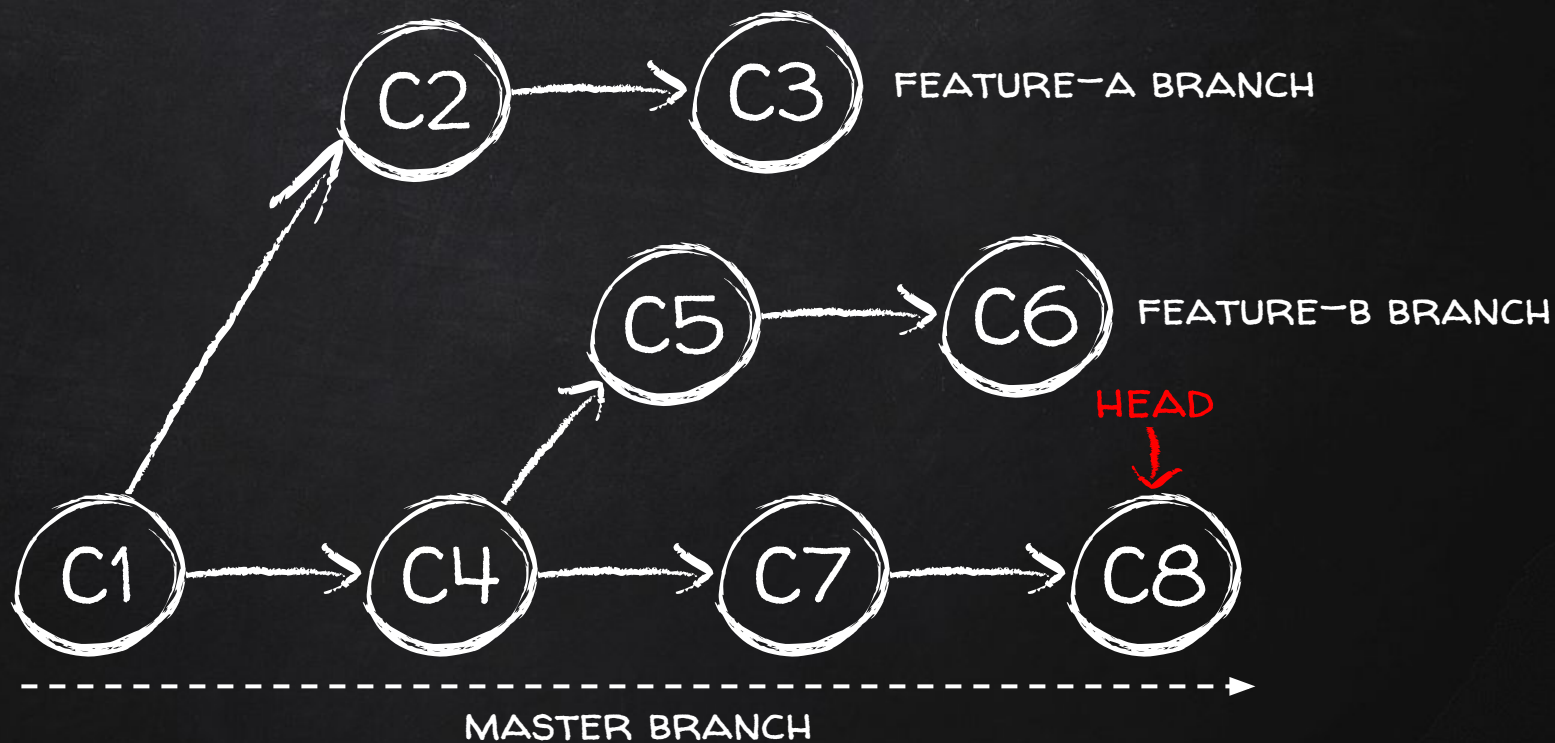 C2
C3
FEATURE-A BRANCH
C5
C6
FEATURE-B BRANCH
HEAD
C1
C4
C7
C8
MASTER BRANCH